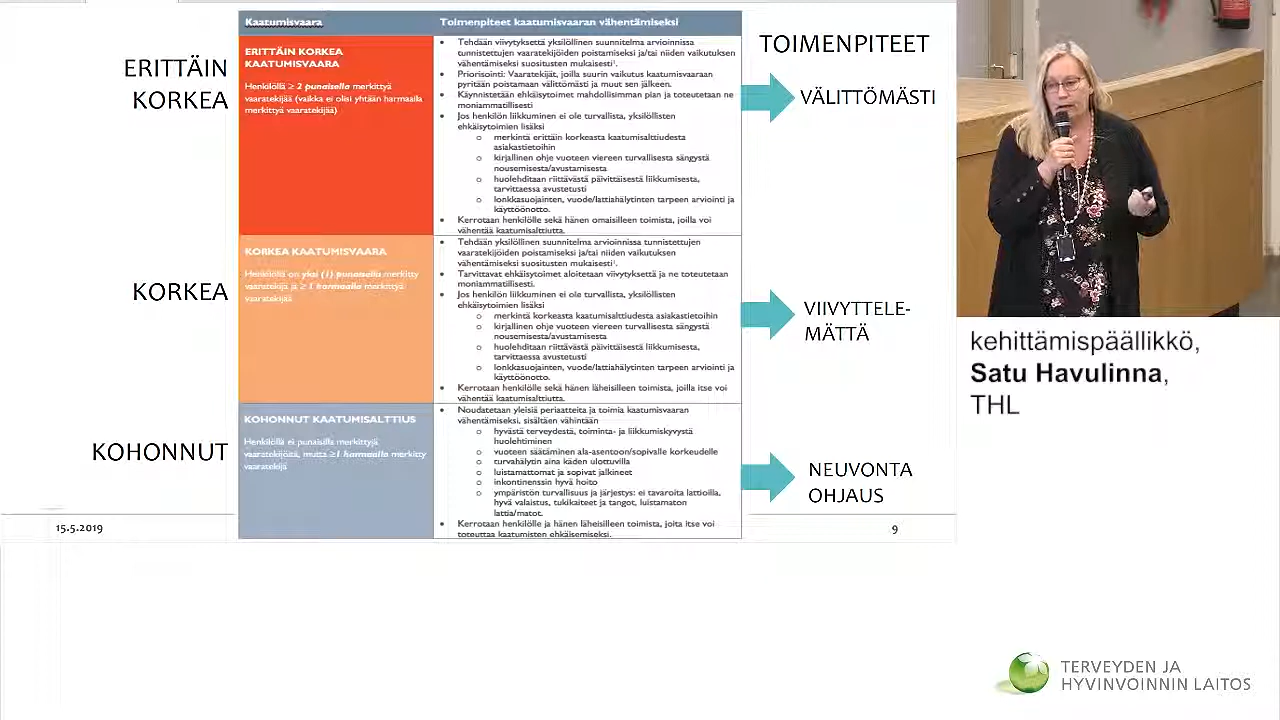 Kaatumisvaara
Toimenpiteet kaatumisvaaran vähentämiseksi
ERITTÄIN
KORKEA
ERITTÄIN KORKEA
KAATUMISVAARA
Henkilöllä ≥ 2 punaisella merkittyä
vaaratekijää (vaikka ei olisi yhtään harmaalla
merkittyä vaaratekijää)
• Tehdään viivytyksettä yksilöllinen suunnitelma arvioinnissa
tunnistettujen vaaratekijöiden poistamiseksi ja/tai niiden vaikutuksen
vähentämiseksi suositusten mukaisesti¹.
• Priorisointi: Vaaratekijät, joilla suurin vaikutus kaatumisvaaraan
pyritään poistamaan välittömästi ja muut sen jälkeen.
• Käynnistetään ehkäisytoimet mahdollisimman pian ja toteutetaan ne
moniammatillisesti
• Jos henkilön liikkuminen ei ole turvallista, yksilöllisten
ehkäisytoimien lisäksi
o merkintä erittäin korkeasta kaatumisalttiudesta
asiakastietoihin
o kirjallinen ohje vuoteen viereen turvallisesta sängystä
nousemisesta/avustamisesta
o huolehditaan riittävästä päivittäisestä liikkumisesta,
tarvittaessa avustetusti
o lonkkasuojainten, vuode/lattiahälytinten tarpeen arviointi ja
käyttöönotto.
• Kerrotaan henkilölle sekä hänen omaisilleen toimista, joilla voi
vähentää kaatumisalttiutta.
TOIMENPITEET
VÄLITTÖMÄSTI
KORKEA
KORKEA KAATUMISVAARA
Henkilöllä on yksi (1) punaisella merkitty
vaaratekijä ja ≥ 1 harmaalla merkittyä
vaaratekijää
• Tehdään yksilöllinen suunnitelma arvioinnissa tunnistettujen
vaaratekijöiden poistamiseksi ja/tai niiden vaikutuksen
vähentämiseksi suositusten mukaisesti¹.
• Tarvittavat ehkäisytoimet aloitetaan viivytyksettä ja ne toteutetaan
moniammatillisesti.
• Jos henkilön liikkuminen ei ole turvallista, yksilöllisten
ehkäisytoimien lisäksi
o merkintä korkeasta kaatumisalttiudesta asiakastietoihin
o kirjallinen ohje vuoteen viereen turvallisesta sängystä
nousemisesta/avustamisesta
o huolehditaan riittävästä päivittäisestä liikkumisesta,
tarvittaessa avustetusti
o lonkkasuojainten, vuode/lattiahälytinten tarpeen arviointi ja
käyttöönotto.
• Kerrotaan henkilölle sekä hänen läheisilleen toimista, joilla itse voi
vähentää kaatumisalttiutta.
VIIVYTTELE-
MÄTTÄ
KOHONNUT
KOHONNUT KAATUMISALTTIUS
Henkilöllä ei punaisilla merkittyjä
vaaratekijöitä, mutta ≥1 harmaalla merkitty
vaaratekijä
• Noudatetaan yleisiä periaatteita ja toimia kaatumisvaaran
vähentämiseksi, sisältäen vähintään
o hyvästä terveydestä, toiminta- ja liikkumiskyvystä
huolehtiminen
o vuoteen säätäminen ala-asentoon/sopivalle korkeudelle
o turvahälytin aina käden ulottuvilla
o luistamattomat ja sopivat jalkineet
o inkontinenssin hyvä hoito
o ympäristön turvallisuus ja järjestys: ei tavaroita lattioilla,
hyvä valaistus, tukikaiteet ja tangot, luistamaton
lattia/matot.
• Kerrotaan henkilölle ja hänen läheisilleen toimista, joita itse voi
toteuttaa kaatumisten ehkäisemiseksi.
NEUVONTA
OHJAUS
15.5.2019
9
kehittämispäällikkö,
Satu Havulinna,
THL
TERVEYDEN JA
HYVINVOINNIN LAITOS